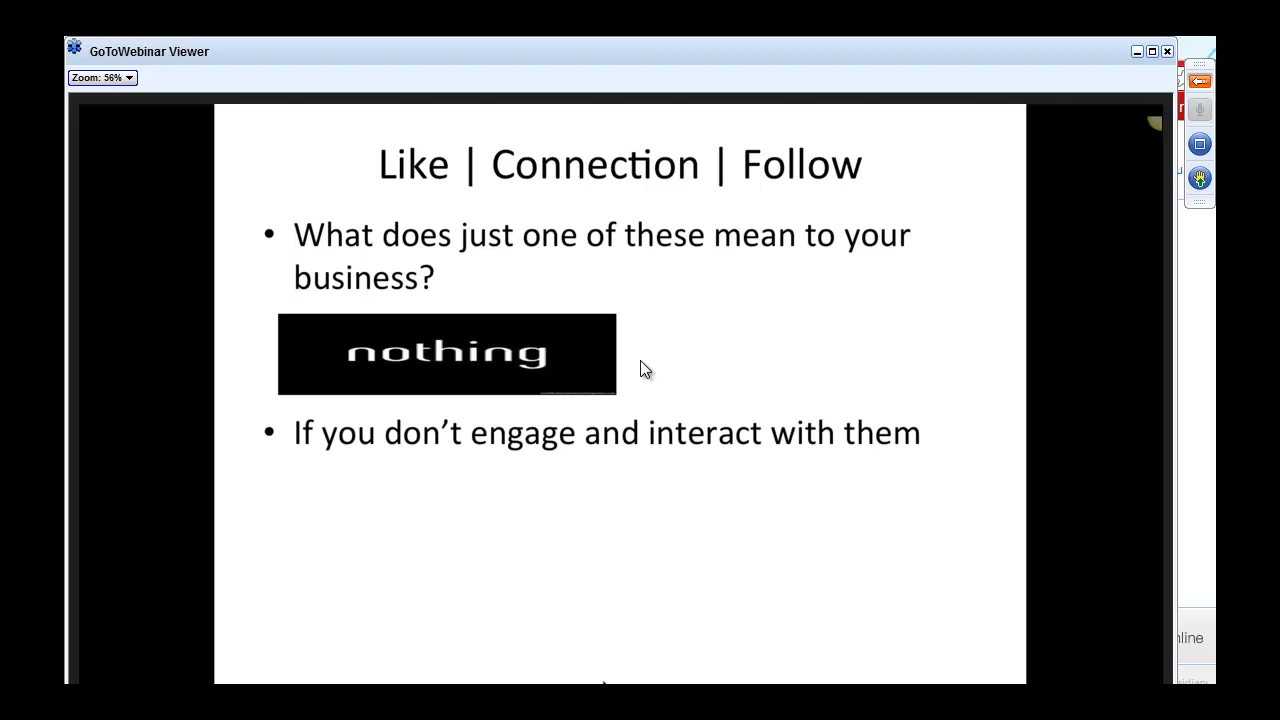 GoToWebinar Viewer
Zoom: 56%
Like | Connection | Follow
• What does just one of these mean to your
business?
nothing
• If you don’t engage and interact with them
nline
sidiary